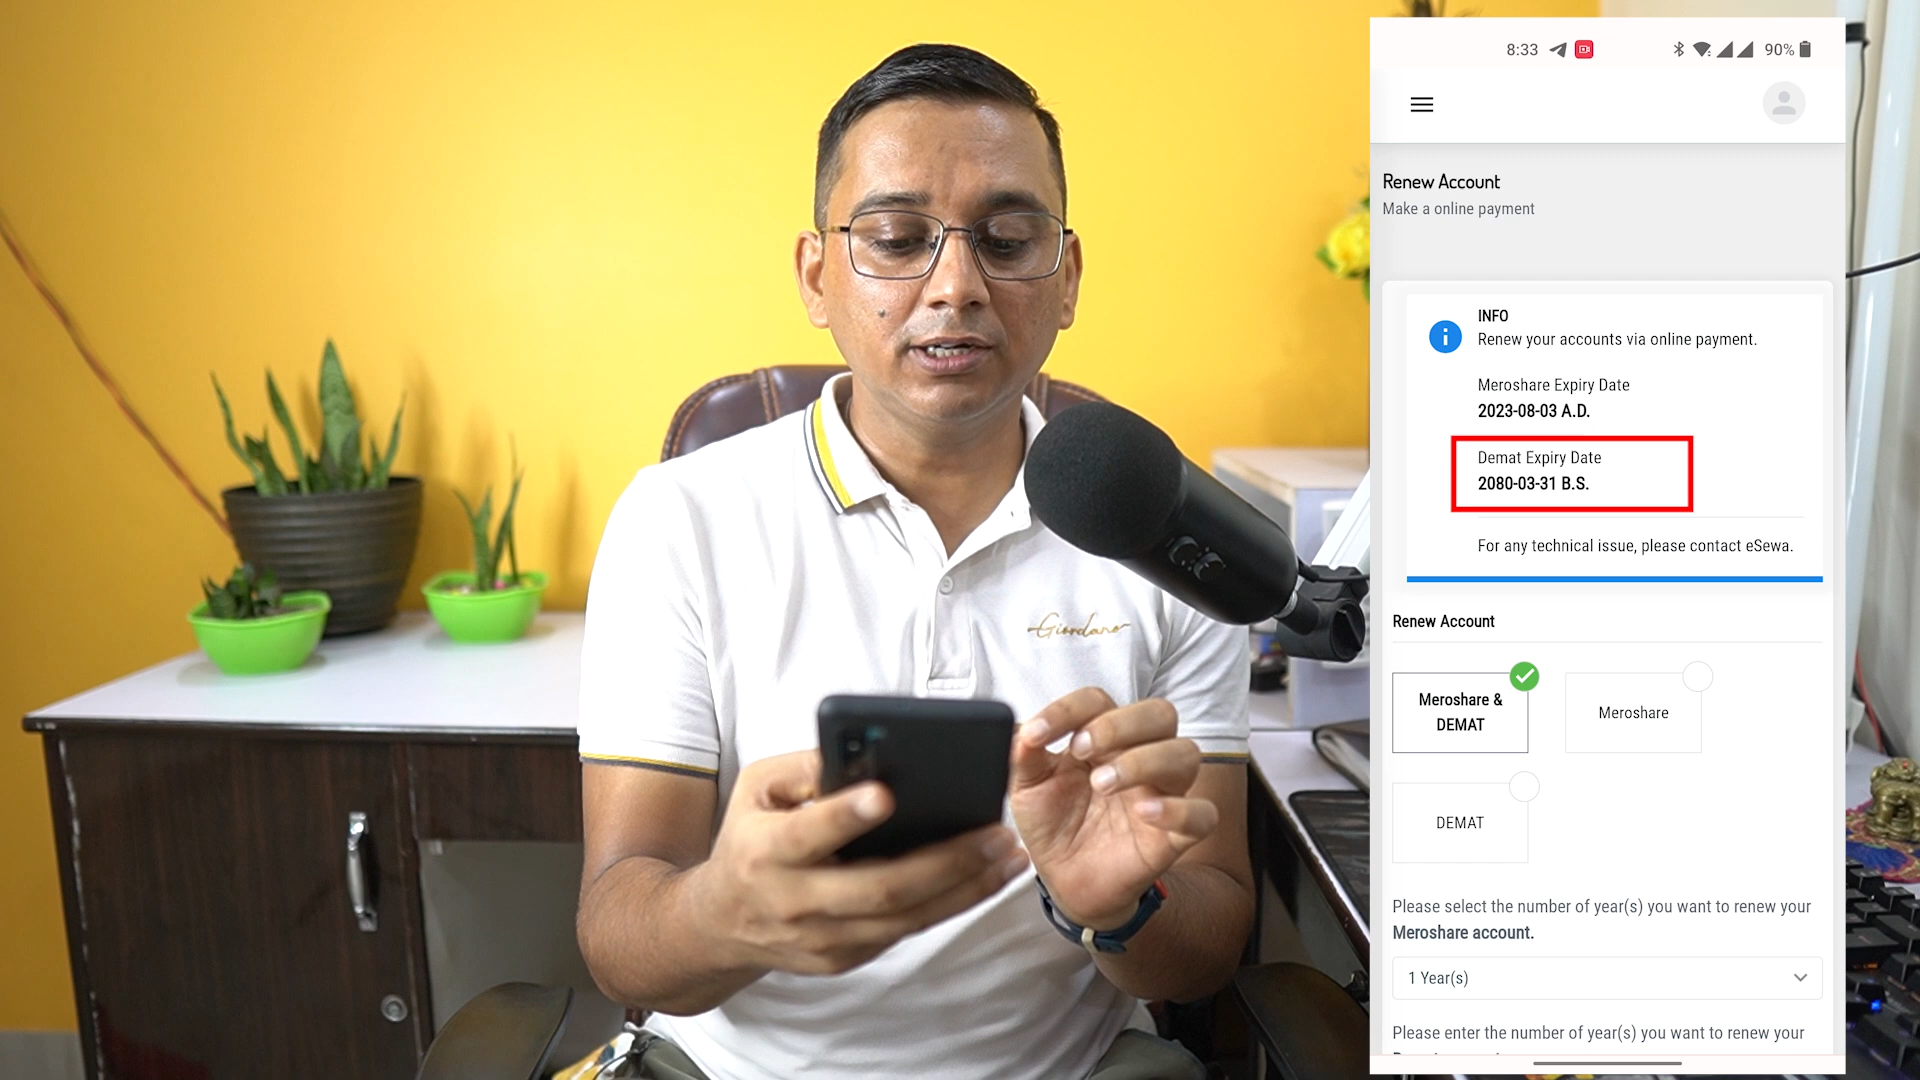 8:33
90%
Renew Account
Make a online payment
INFO
Renew your accounts via online payment.
Meroshare Expiry Date
2023-08-03 A.D.
Demat Expiry Date
2080-03-31 B.S.
For any technical issue, please contact eSewa.
Renew Account
Meroshare &
DEMAT
Meroshare
DEMAT
Please select the number of year(s) you want to renew your
Meroshare account.
1 Year(s)
Please enter the number of year(s) you want to renew your
Giordano